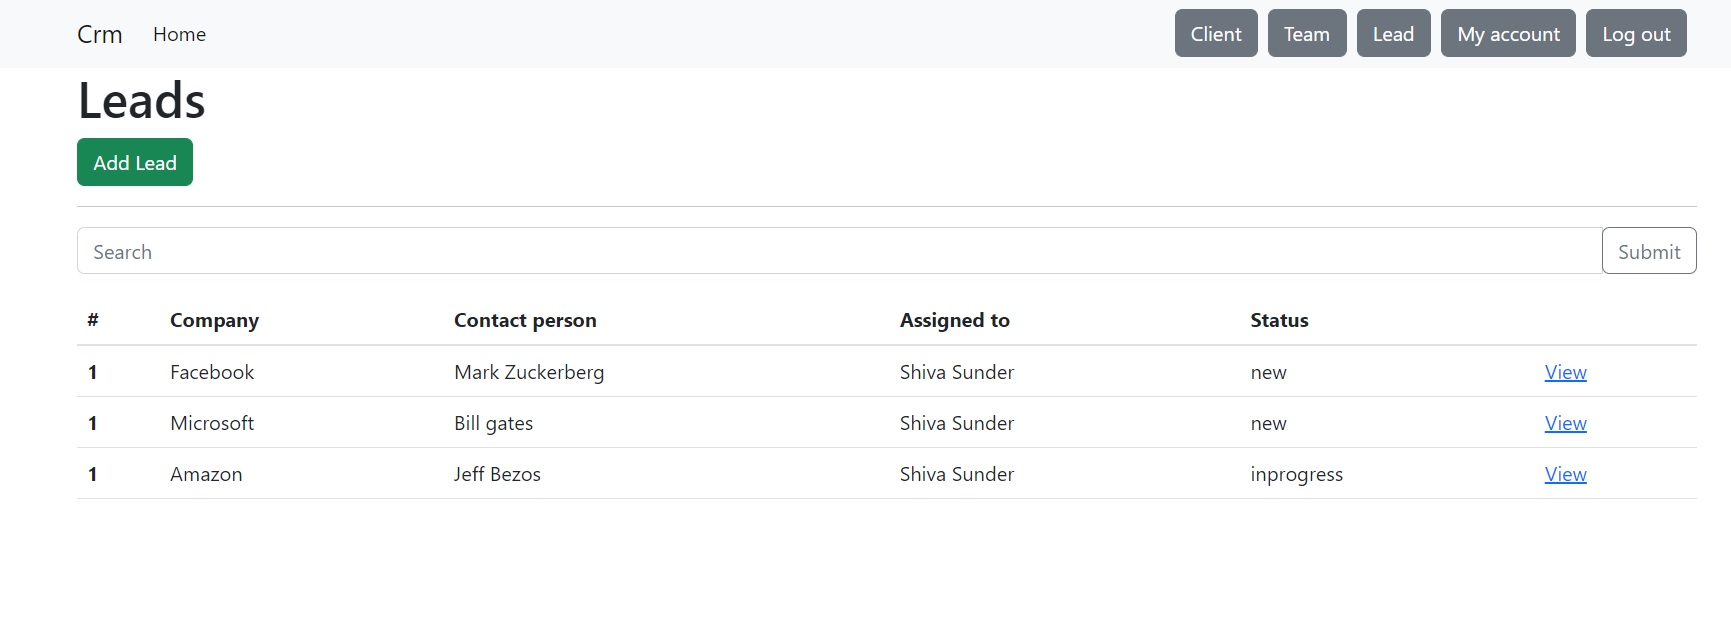 Crm Home Client Team Lead My account Log out
Leads
Add Lead
Search Submit
# Company Contact person Assigned to Status
1 Facebook Mark Zuckerberg Shiva Sunder new View
1 Microsoft Bill gates Shiva Sunder new View
1 Amazon Jeff Bezos Shiva Sunder inprogress View